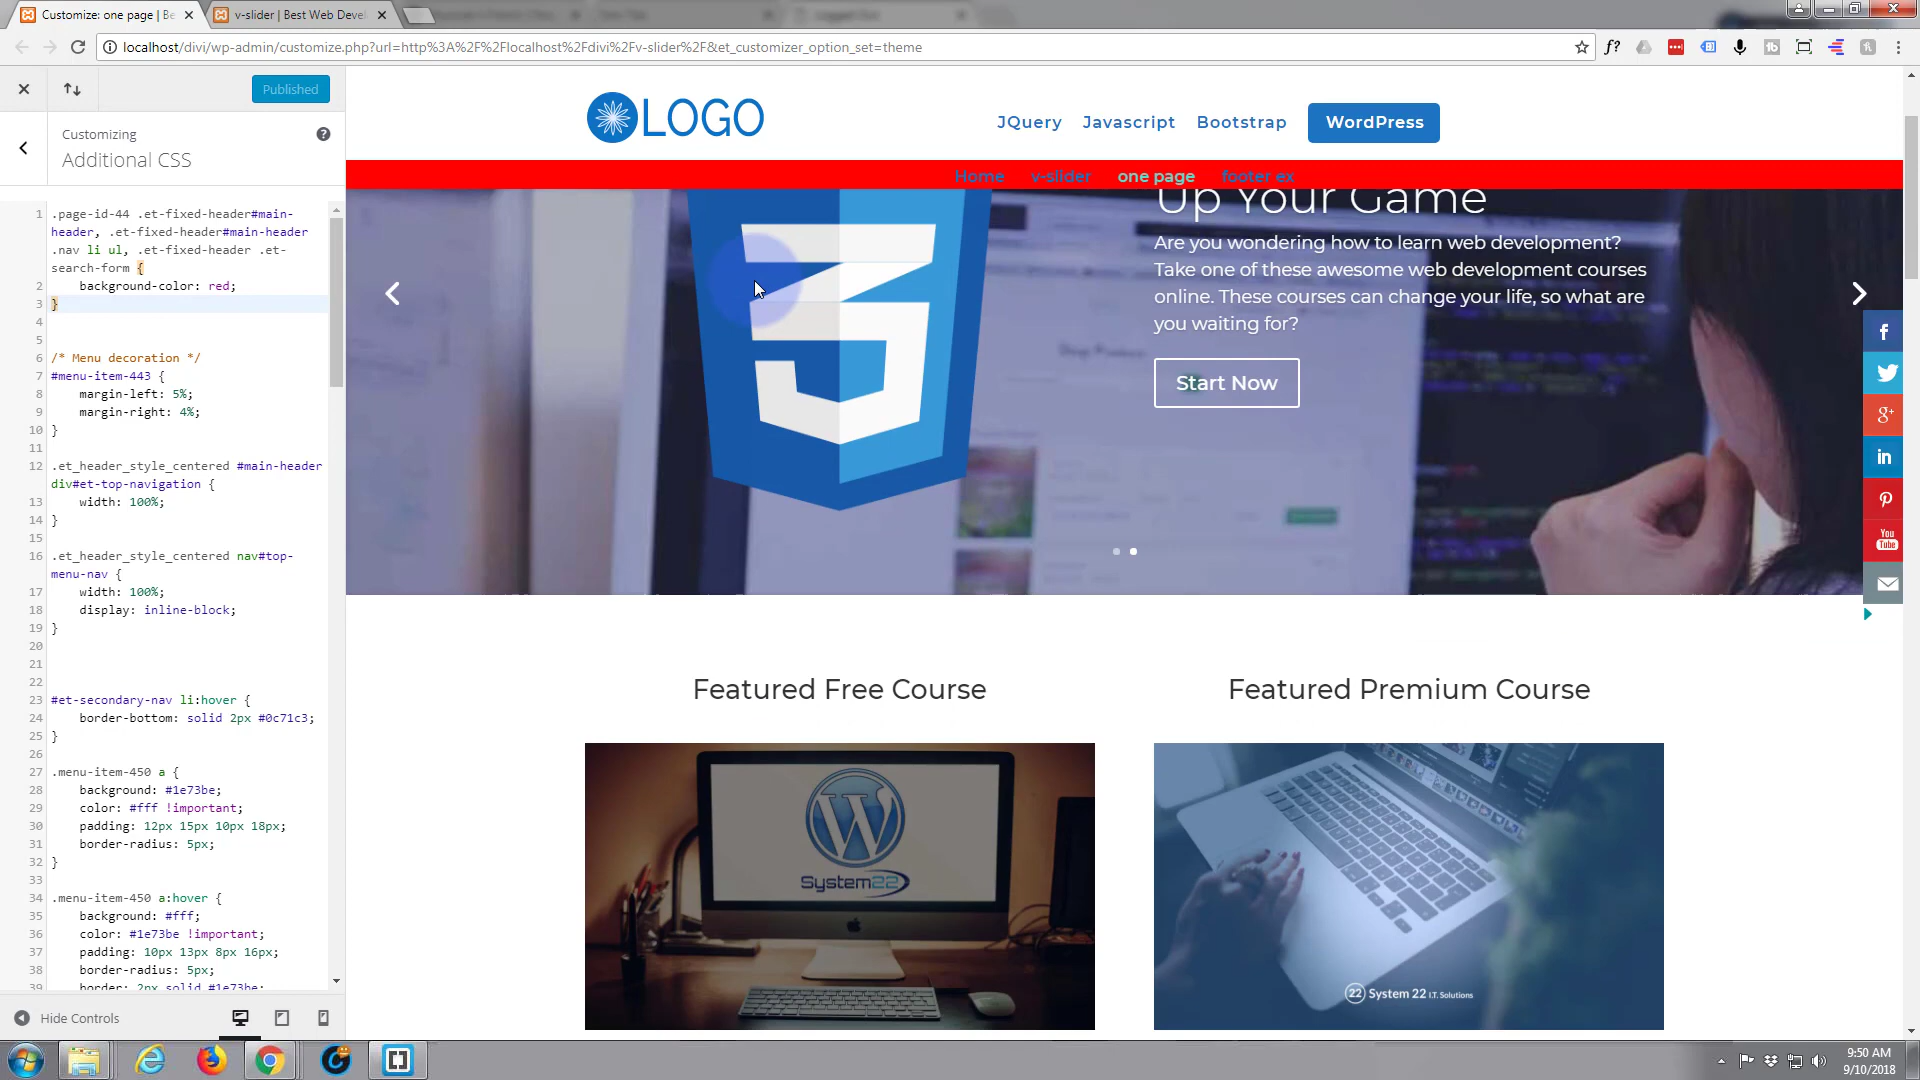 Customize: one page | Be
v-slider | Best Web Devel
localhost/divi/wp-admin/customize.php?url=http%3A%2F%2Flocalhost%2Fdivi%2Fv-slider%2F&et_customizer_option_set=theme
f?
Published
Customizing
Additional CSS
1 .page-id-44 .et-fixed-header#main-
header, .et-fixed-header#main-header
.nav li ul, .et-fixed-header .et-
search-form {
2 background-color: red;
3 }
4
5
6 /* Menu decoration */
7 #menu-item-443 {
8 margin-left: 5%;
9 margin-right: 4%;
10 }
11
12 .et_header_style_centered #main-header
div#et-top-navigation {
13 width: 100%;
14 }
15
16 .et_header_style_centered nav#top-
menu-nav {
17 width: 100%;
18 display: inline-block;
19 }
20
21
22
23 #et-secondary-nav li:hover {
24 border-bottom: solid 2px #0c71c3;
25 }
26
27 .menu-item-450 a {
28 background: #1e73be;
29 color: #fff !important;
30 padding: 12px 15px 10px 18px;
31 border-radius: 5px;
32 }
33
34 .menu-item-450 a:hover {
35 background: #fff;
36 color: #1e73be !important;
37 padding: 10px 13px 8px 16px;
38 border-radius: 5px;
39 border: 2px solid #1e73be;
Hide Controls
LOGO
JQuery Javascript Bootstrap WordPress
Home v-slider one page footer ex
Up Your Game
Are you wondering how to learn web development?
Take one of these awesome web development courses
online. These courses can change your life, so what are
you waiting for?
Start Now
You
Tube
Featured Free Course
Featured Premium Course
System22
22 System 22 I.T. Solutions
9:50 AM
9/10/2018